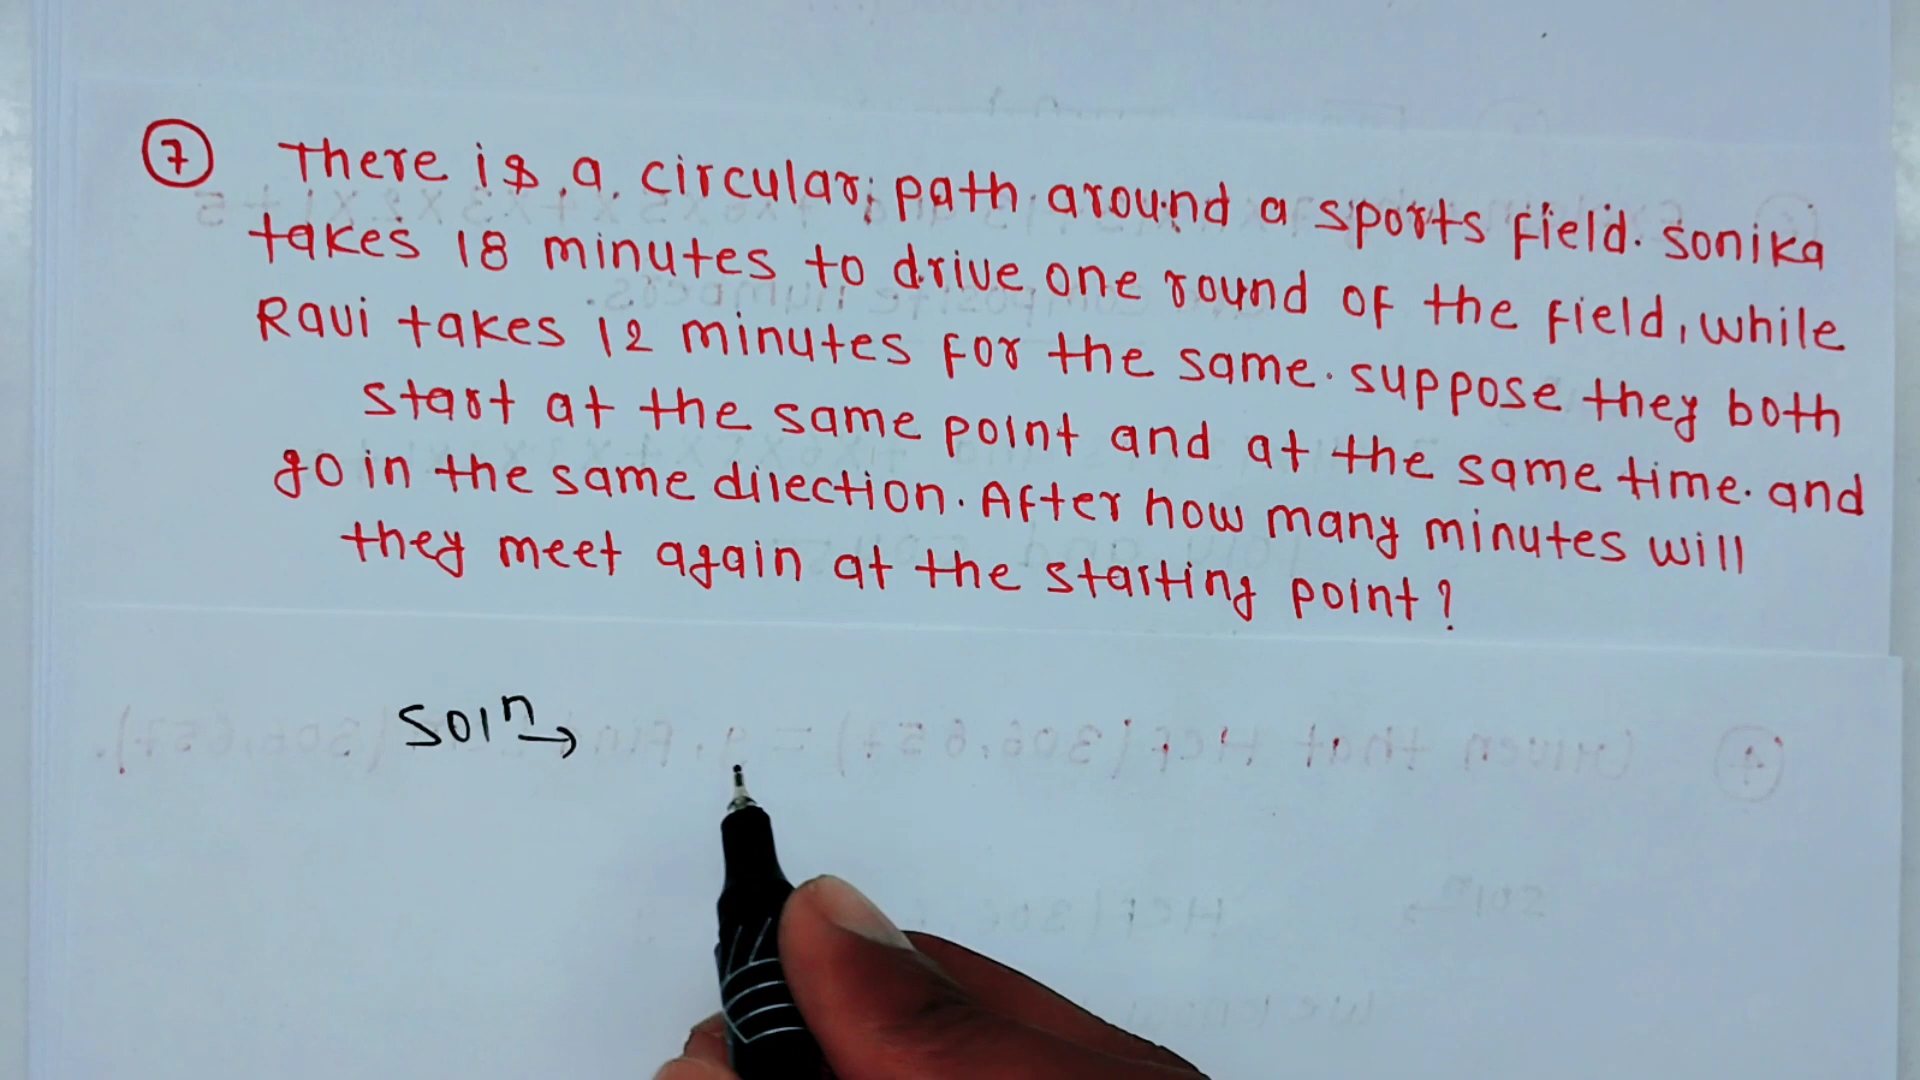 7 There is a circular path around a sports field. Sonika
takes 18 minutes to drive one round of the field, while
Ravi takes 12 minutes for the same. suppose they both
start at the same point and at the same time. and
go in the same direction. After how many minutes will
they meet again at the starting point?
Soln→